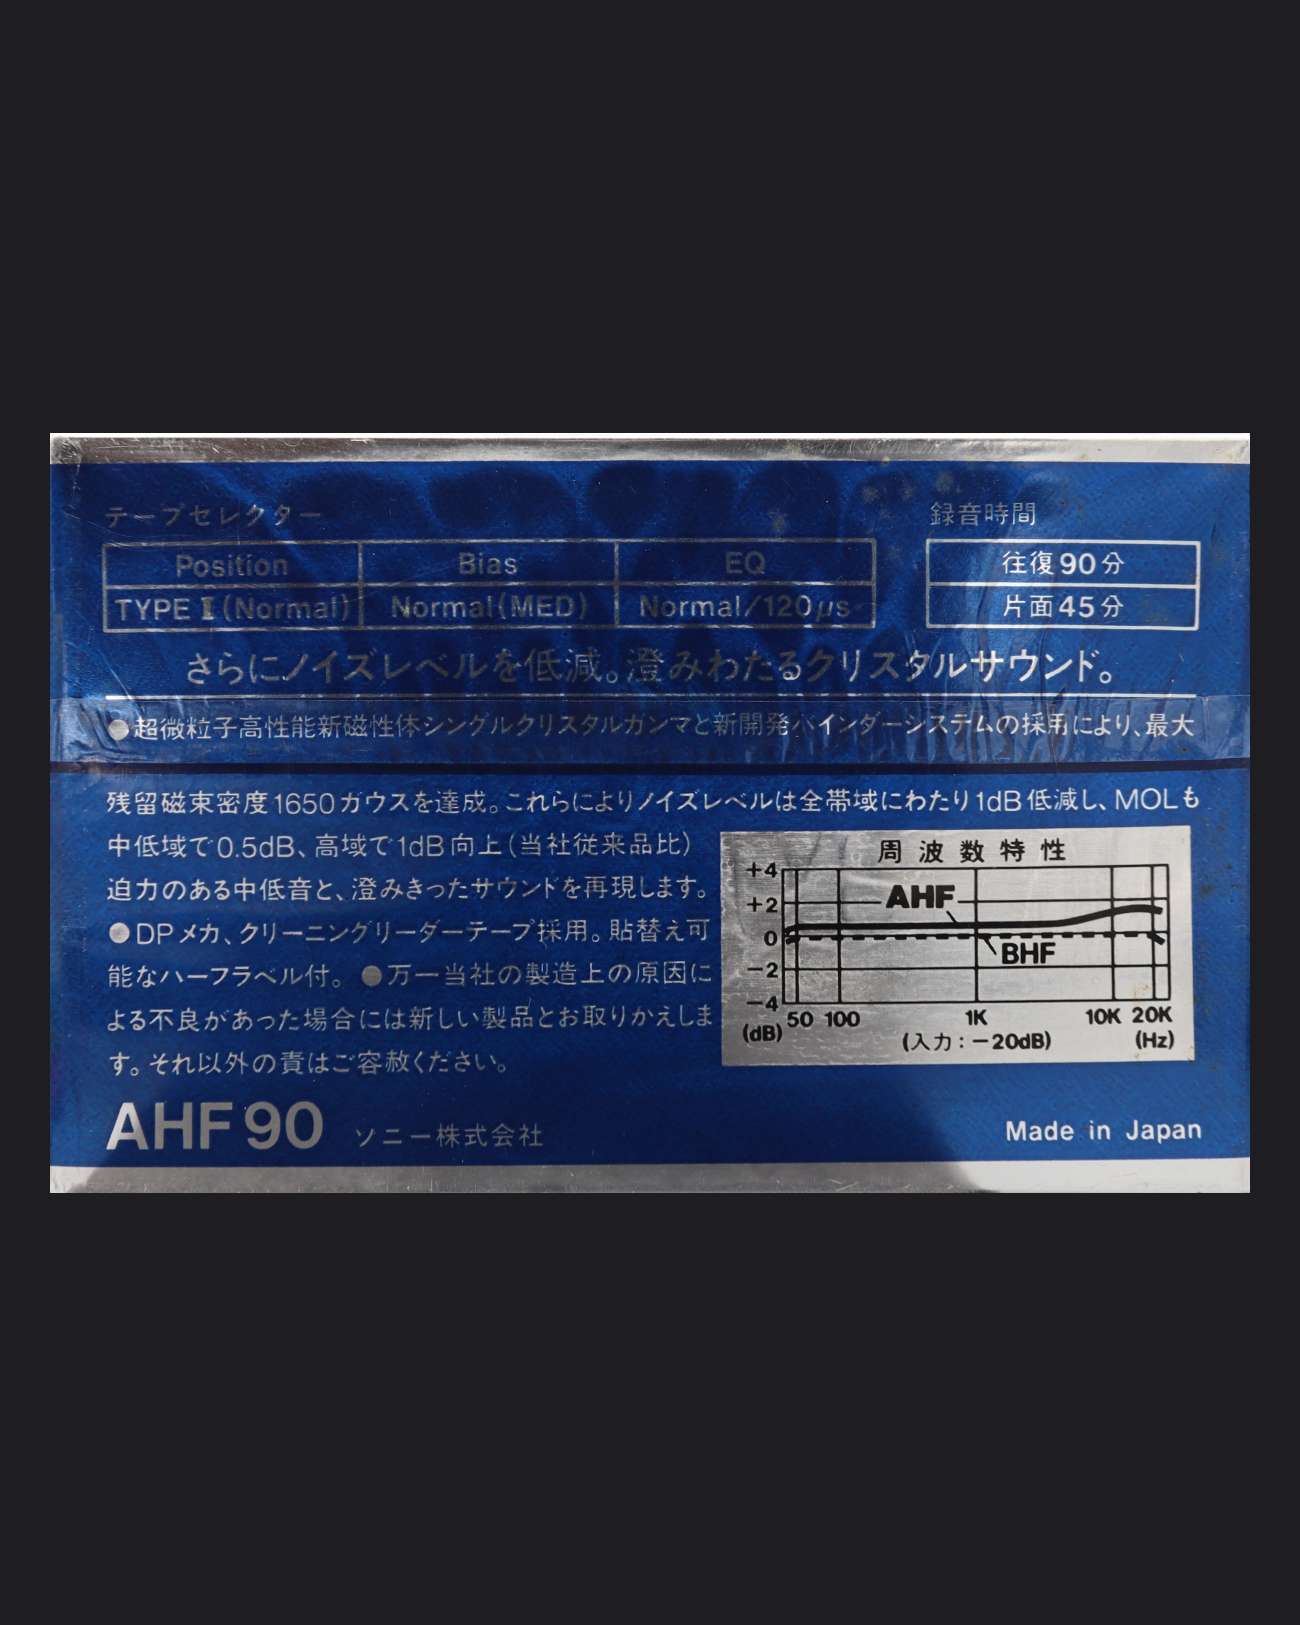 テープセレクター
Position Bias EQ
TYPE I (Normal) Normal(MED) Normal/120μs
録音時間
往復90分
片面45分
さらにノイズレベルを低減。澄みわたるクリスタルサウンド。
●超微粒子高性能新磁性体シングルクリスタルガンマと新開発バインダーシステムの採用により、最大
残留磁束密度1650ガウスを達成。これらによりノイズレベルは全帯域にわたり1dB低減し、MOLも
中低域で0.5dB、高域で1dB向上(当社従来品比)
迫力のある中低音と、澄みきったサウンドを再現します。
●DPメカ、クリーニングリーダーテープ採用。貼替え可
能なハーフラベル付。●万一当社の製造上の原因に
よる不良があった場合には新しい製品とお取りかえしま
す。それ以外の責はご容赦ください。
周波数特性
+4
+2
0
−2
−4
(dB)
AHF
BHF
50 100 1K 10K 20K
(入力:−20dB) (Hz)
AHF90 ソニー株式会社
Made in Japan